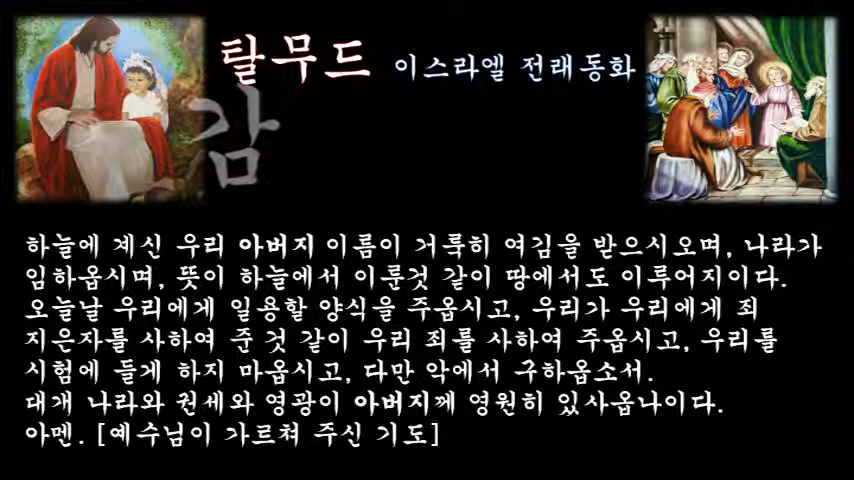 탈무드 이스라엘 전래동화
감
하늘에 계신 우리 아버지 이름이 거룩히 여김을 받으시오며, 나라가
임하옵시며, 뜻이 하늘에서 이룬것 같이 땅에서도 이루어지이다.
오늘날 우리에게 일용할 양식을 주옵시고, 우리가 우리에게 죄
지은자를 사하여 준 것 같이 우리 죄를 사하여 주옵시고, 우리를
시험에 들게 하지 마옵시고, 다만 악에서 구하옵소서.
대개 나라와 원세와 영광이 아버지께 영원히 있사옵나이다.
아멘. [예수님이 가르쳐 주신 기도]